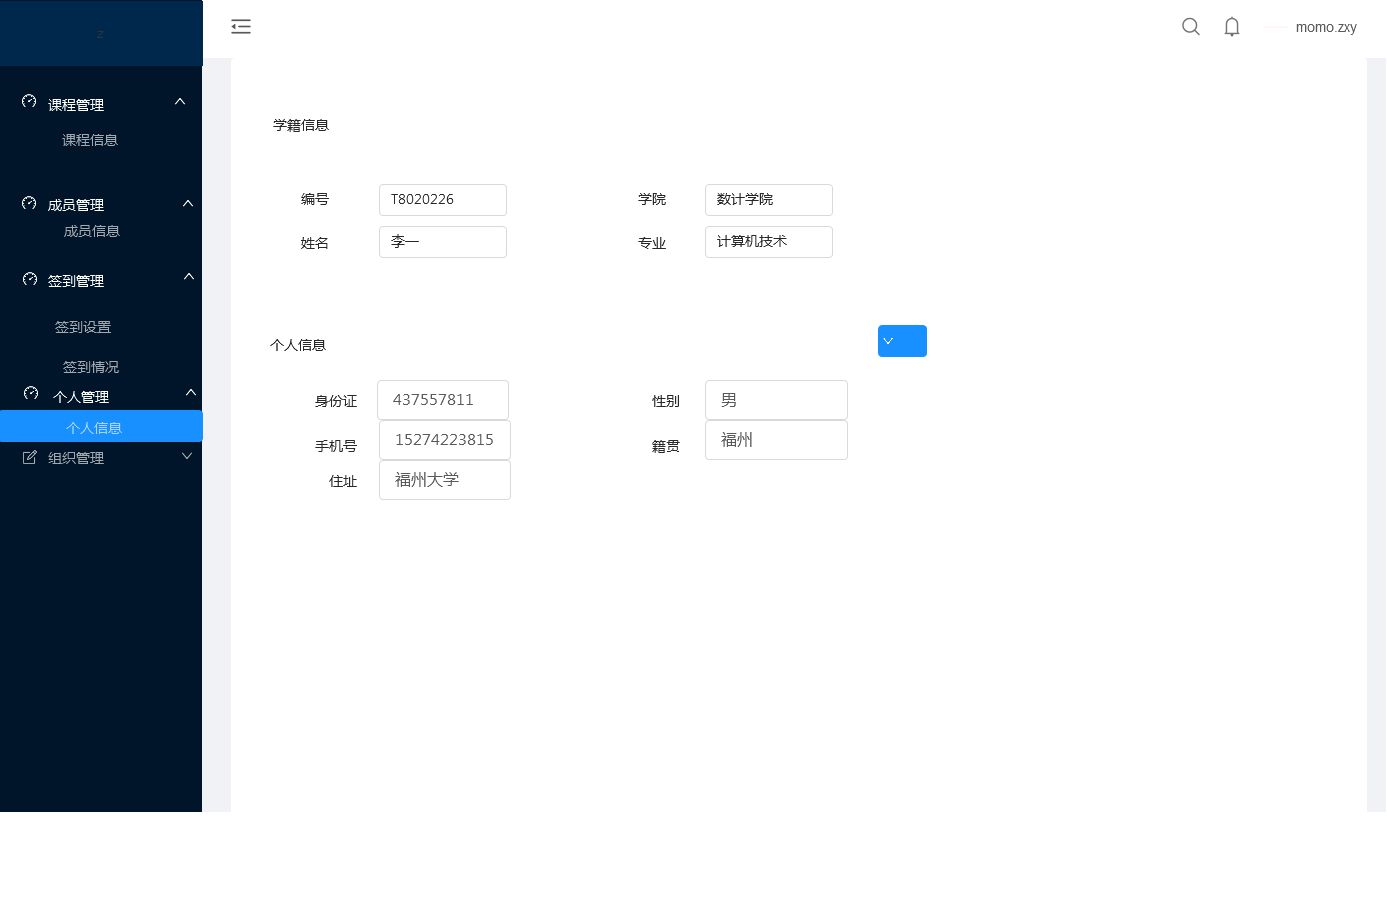 z
momo.zxy
课程管理
课程信息
成员管理
成员信息
签到管理
签到设置
签到情况
个人管理
个人信息
组织管理
学籍信息
编号 T8020226 学院 数计学院
姓名 李一 专业 计算机技术
个人信息
身份证 437557811 性别 男
手机号 15274223815 籍贯 福州
住址 福州大学